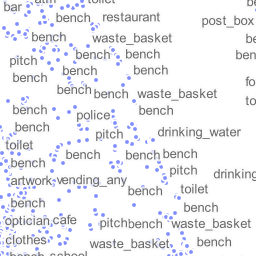 bar
toilet
bench
restaurant
post_box
bench
waste_basket
bench
bench
pitch
bench
bench
bench
bench
bench
waste_basket
bench
bench
police
bench
pitch
drinking_water
toilet
bench
bench
bench
bench
pitch
artwork
vending_any
bench
toilet
bench
bench
optician
cafe
pitch
bench
waste_basket
clothes
waste_basket
bench